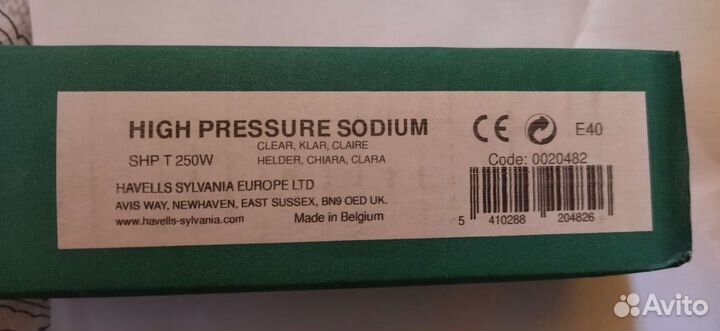 HIGH PRESSURE SODIUM
CLEAR, KLAR, CLAIRE
SHP T 250W HELDER, CHIARA, CLARA
HAVELLS SYLVANIA EUROPE LTD
AVIS WAY, NEWHAVEN, EAST SUSSEX, BN9 OED UK.
www.havells-sylvania.com Made in Belgium
CE E40
Code: 0020482
5 410288 204826
Avito